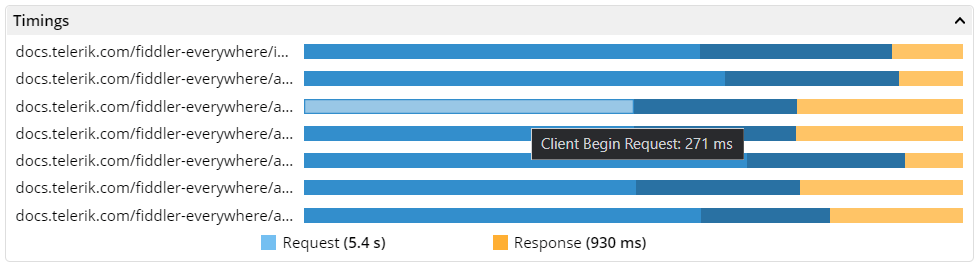 Timings
docs.telerik.com/fiddler-everywhere/i...
docs.telerik.com/fiddler-everywhere/a...
docs.telerik.com/fiddler-everywhere/a...
docs.telerik.com/fiddler-everywhere/a...
Client Begin Request: 271 ms
docs.telerik.com/fiddler-everywhere/a...
docs.telerik.com/fiddler-everywhere/a...
docs.telerik.com/fiddler-everywhere/a...
Request (5.4 s) Response (930 ms)